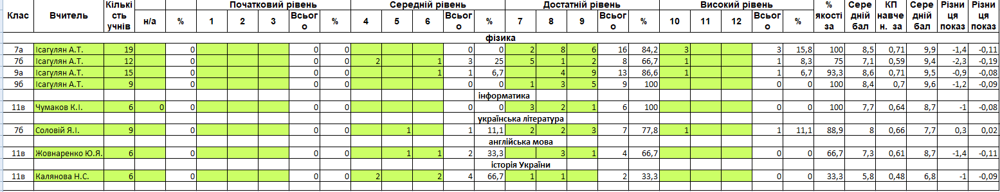 Клас Вчитель Кількість учнів Початковий рівень Середній рівень Достатній рівень Високий рівень % якості за Середній бал КП навчен. за Середній бал Різниця показ Різниця показ
н/а % 1 2 3 Всього % 4 5 6 Всього % 7 8 9 Всього % 10 11 12 Всього %
фізика
7а Ісагулян А.Т. 19 0 0 0 0 0 2 8 6 16 84,2 3 3 15,8 100 8,5 0,71 9,9 -1,4 -0,11
7б Ісагулян А.Т. 12 0 0 0 2 1 3 25 5 1 2 8 66,7 1 1 8,3 75 7,1 0,59 9,4 -2,3 -0,19
9а Ісагулян А.Т. 15 0 0 0 1 1 6,7 4 9 13 86,6 1 1 6,7 93,3 8,6 0,71 9,5 -0,9 -0,08
9б Ісагулян А.Т. 9 0 0 0 0 0 1 3 5 9 100 0 0 100 8,4 0,7 9,6 -1,2 -0,09
інформатика
11в Чумаков К.І. 6 0 0 0 0 0 0 3 2 1 6 100 0 0 100 7,7 0,64 8,7 -1 -0,08
українська література
7б Соловій Я.І. 9 0 0 0 1 1 11,1 2 2 3 7 77,8 1 1 11,1 88,9 8 0,66 7,7 0,3 0,02
англійська мова
11в Жовнаренко Ю.Я. 6 0 0 0 1 1 2 33,3 3 1 4 66,7 0 0 66,7 7,3 0,61 8,7 -1,4 -0,11
історія України
11в Калянова Н.С. 6 0 0 0 2 2 4 66,7 1 1 2 33,3 0 0 33,3 5,8 0,48 6,8 -1 -0,09